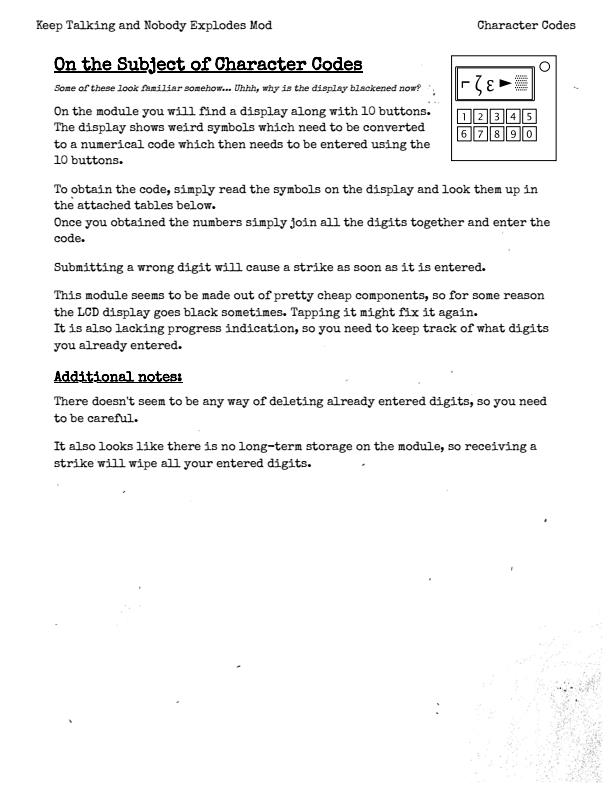 Keep Talking and Nobody Explodes Mod
Character Codes
On the Subject of Character Codes
Some of these look familiar somehow... Uhhh, why is the display blackened now?
On the module you will find a display along with 10 buttons.
The display shows weird symbols which need to be converted
to a numerical code which then needs to be entered using the
10 buttons.
⌐ ζ ε ► ▒
1 2 3 4 5
6 7 8 9 0
To obtain the code, simply read the symbols on the display and look them up in
the attached tables below.
Once you obtained the numbers simply join all the digits together and enter the
code.
Submitting a wrong digit will cause a strike as soon as it is entered.
This module seems to be made out of pretty cheap components, so for some reason
the LCD display goes black sometimes. Tapping it might fix it again.
It is also lacking progress indication, so you need to keep track of what digits
you already entered.
Additional notes:
There doesn't seem to be any way of deleting already entered digits, so you need
to be careful.
It also looks like there is no long-term storage on the module, so receiving a
strike will wipe all your entered digits.